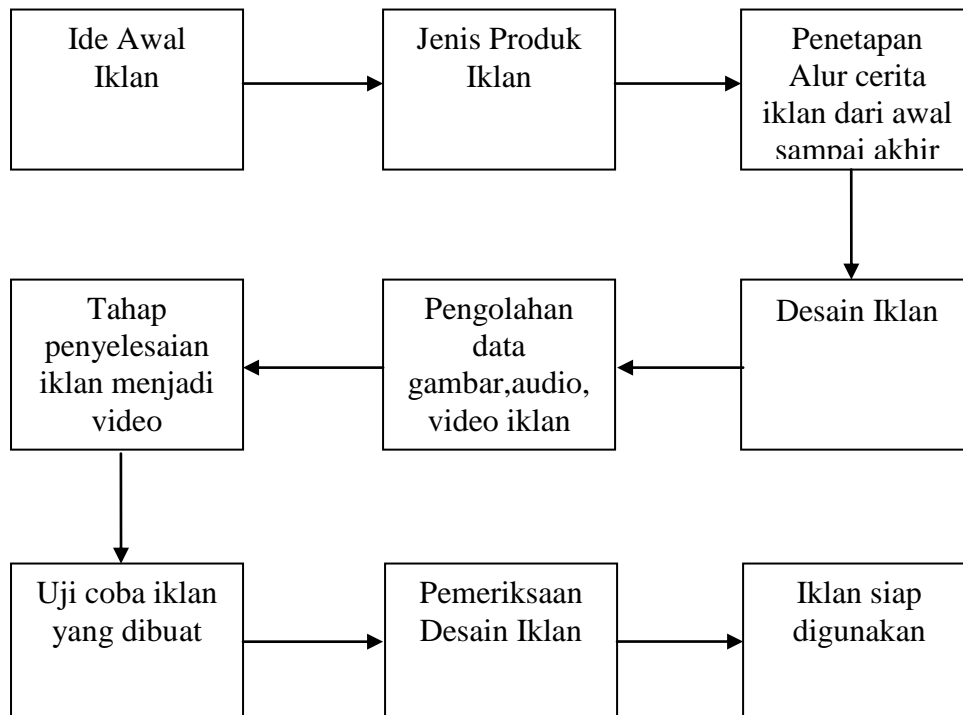 Ide Awal
Iklan
Jenis Produk
Iklan
Penetapan
Alur cerita
iklan dari awal
sampai akhir
Desain Iklan
Pengolahan
data
gambar,audio,
video iklan
Tahap
penyelesaian
iklan menjadi
video
Uji coba iklan
yang dibuat
Pemeriksaan
Desain Iklan
Iklan siap
digunakan